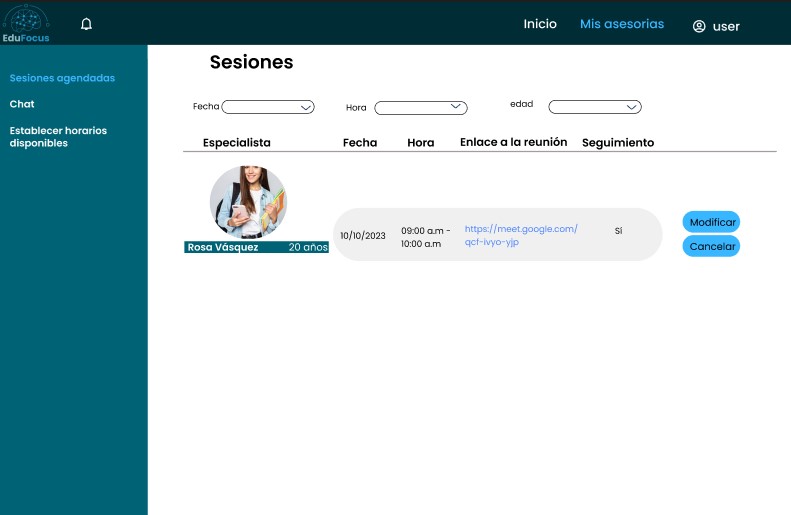 EduFocus
Inicio
Mis asesorias
user
Sesiones agendadas
Chat
Establecer horarios
disponibles
Sesiones
Fecha
Hora
edad
Especialista
Fecha
Hora
Enlace a la reunión
Seguimiento
Rosa Vásquez
20 años
10/10/2023
09:00 a.m -
10:00 a.m
https://meet.google.com/
qcf-ivyo-yjp
Sí
Modificar
Cancelar